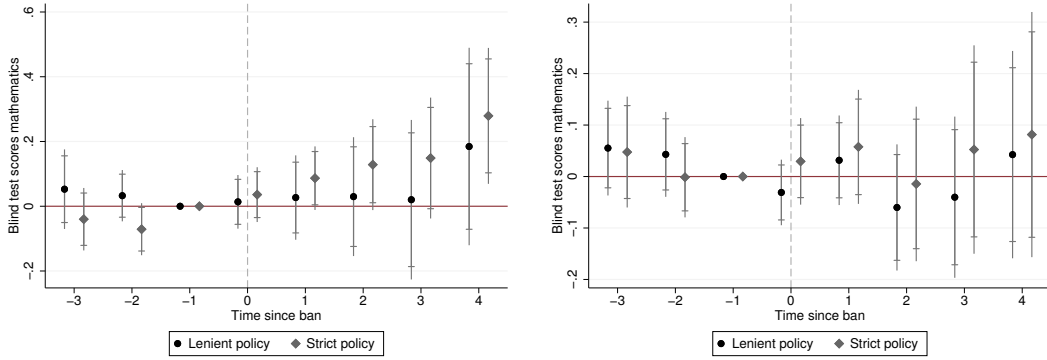 Blind test scores mathematics
.6
.4
.2
0
-.2
−3 −2 −1 0 1 2 3 4
Time since ban
Lenient policy Strict policy
Blind test scores mathematics
.3
.2
.1
0
-.1
-.2
−3 −2 −1 0 1 2 3 4
Time since ban
Lenient policy Strict policy